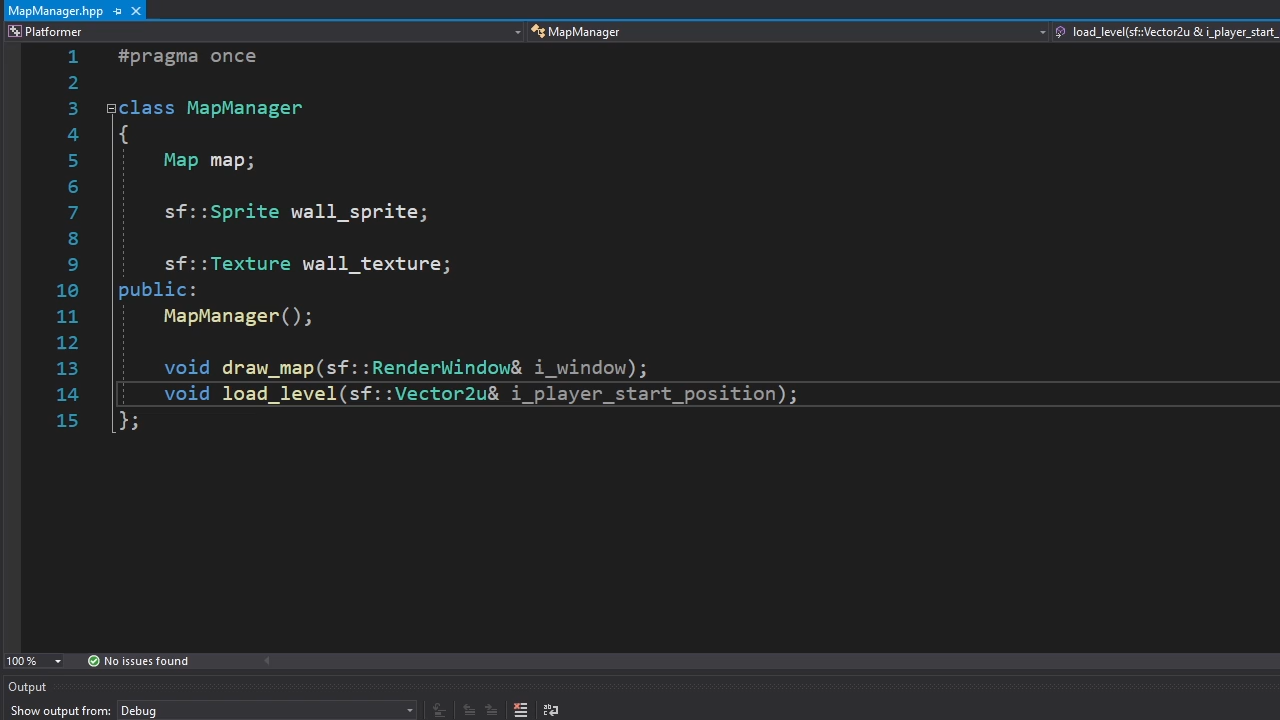 MapManager.hpp
Platformer MapManager load_level(sf::Vector2u & i_player_start_
1 #pragma once
2
3 class MapManager
4 {
5 Map map;
6
7 sf::Sprite wall_sprite;
8
9 sf::Texture wall_texture;
10 public:
11 MapManager();
12
13 void draw_map(sf::RenderWindow& i_window);
14 void load_level(sf::Vector2u& i_player_start_position);
15 };
100 % No issues found
Output
Show output from: Debug